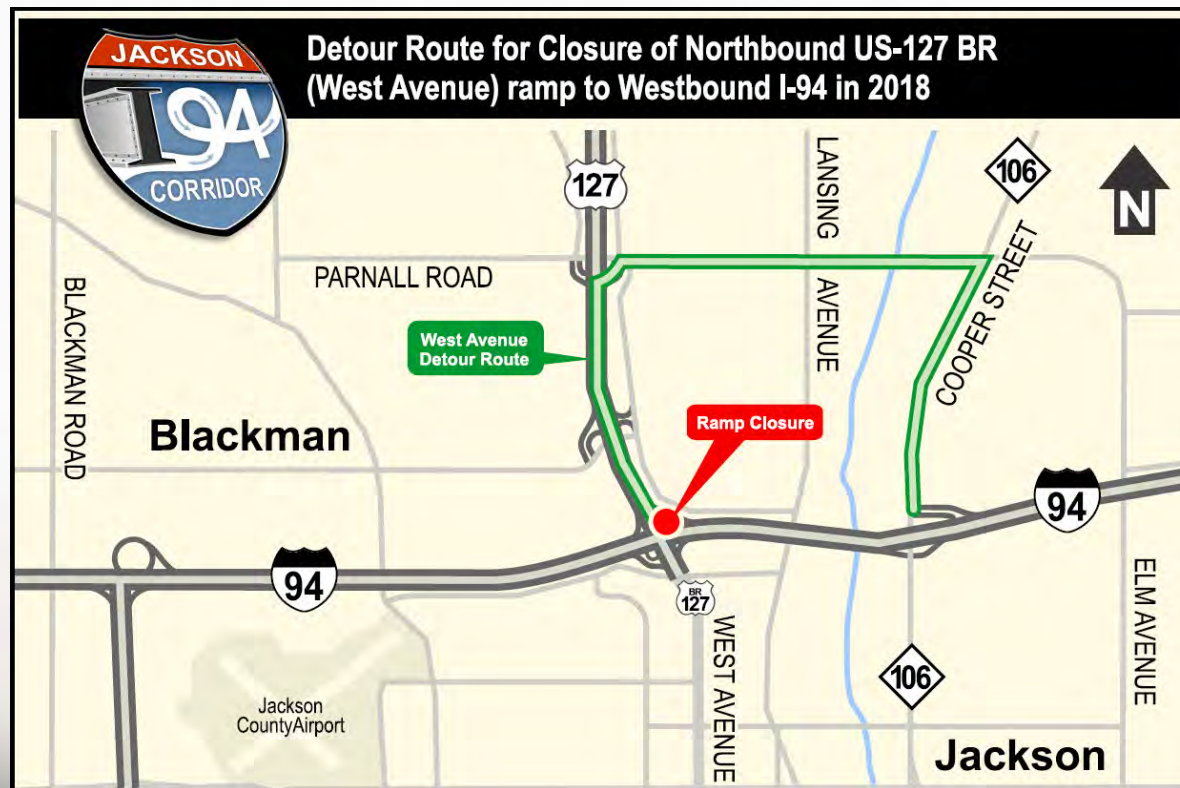 JACKSON
I94
CORRIDOR
Detour Route for Closure of Northbound US-127 BR
(West Avenue) ramp to Westbound I-94 in 2018
127
LANSING
AVENUE
106
N
PARNALL ROAD
COOPER STREET
BLACKMAN ROAD
West Avenue
Detour Route
Ramp Closure
Blackman
94
94
BR
127
WEST AVENUE
106
ELM AVENUE
Jackson
CountyAirport
Jackson